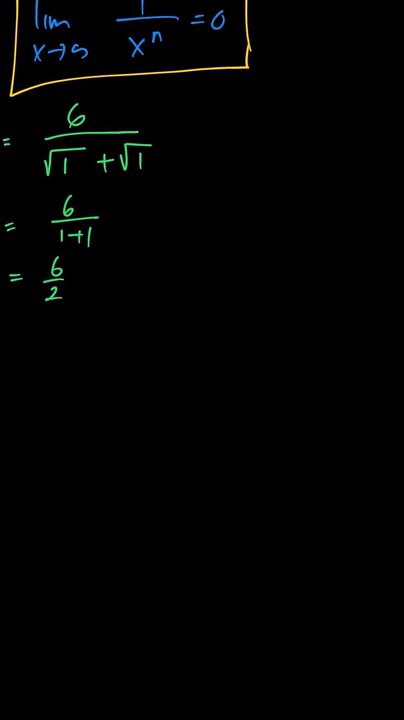 lim 1/xⁿ = 0
x→∞
= 6/(√1 +√1)
= 6/(1+1)
= 6/2